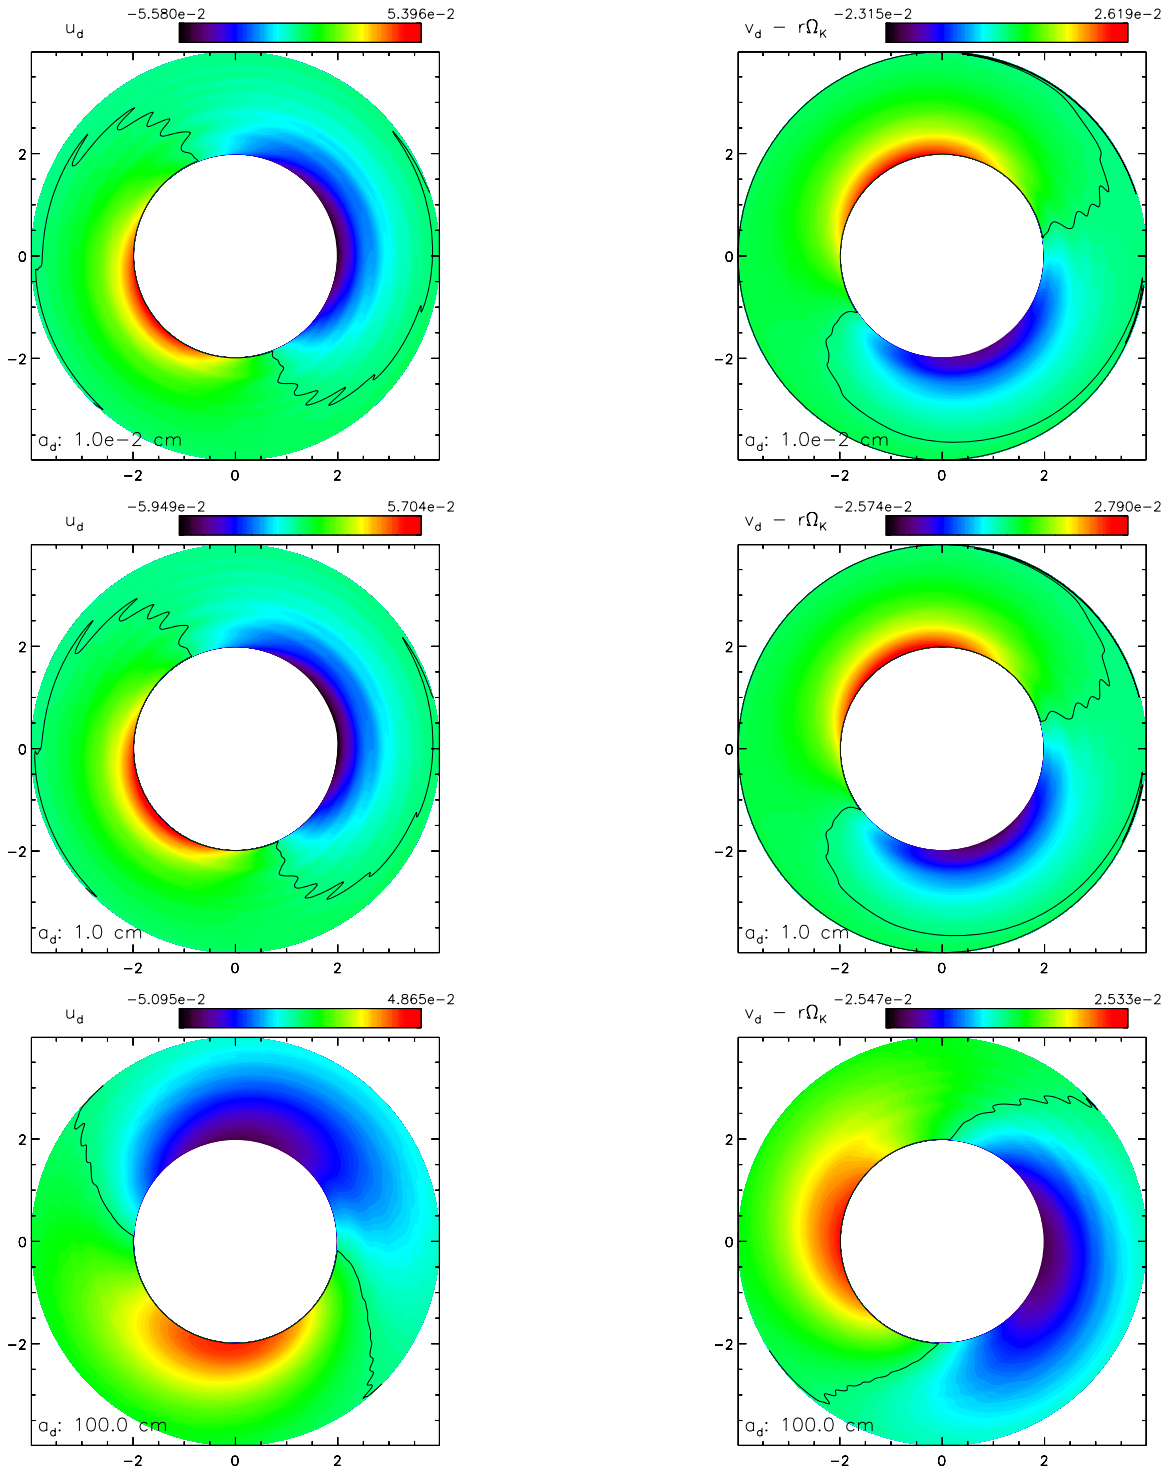 −5.580e−2 5.396e−2
u_d
−2.315e−2 2.619e−2
v_d − rΩ_K
2
0
−2
a_d: 1.0e−2 cm
−2 0 2
2
0
−2
a_d: 1.0e−2 cm
−2 0 2
−5.949e−2 5.704e−2
u_d
−2.574e−2 2.790e−2
v_d − rΩ_K
2
0
−2
a_d: 1.0 cm
−2 0 2
2
0
−2
a_d: 1.0 cm
−2 0 2
−5.095e−2 4.865e−2
u_d
−2.547e−2 2.533e−2
v_d − rΩ_K
2
0
−2
a_d: 100.0 cm
−2 0 2
2
0
−2
a_d: 100.0 cm
−2 0 2